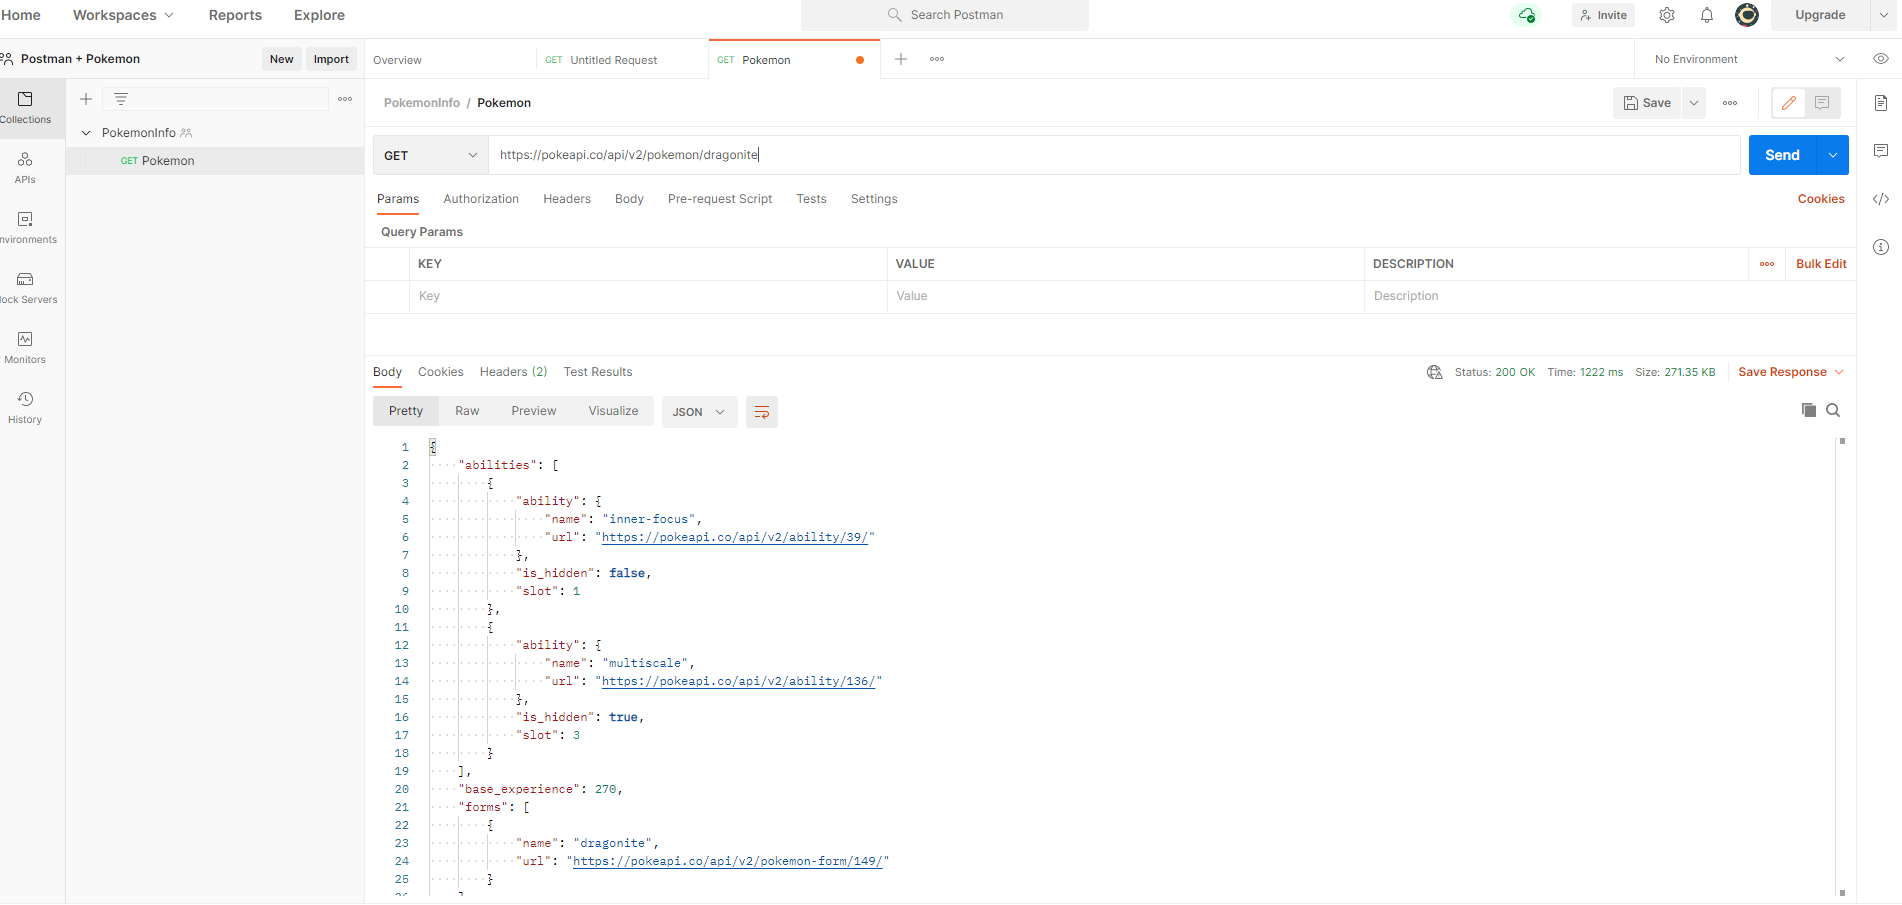 Home Workspaces Reports Explore Search Postman Invite Upgrade
Postman + Pokemon New Import Overview GET Untitled Request GET Pokemon No Environment
Collections
APIs
nvironments
Mock Servers
Monitors
History
PokemonInfo
GET Pokemon
PokemonInfo / Pokemon Save
GET https://pokeapi.co/api/v2/pokemon/dragonite Send
Params Authorization Headers Body Pre-request Script Tests Settings Cookies
Query Params
KEY VALUE DESCRIPTION Bulk Edit
Key Value Description
Body Cookies Headers (2) Test Results Status: 200 OK Time: 1222 ms Size: 271.35 KB Save Response
Pretty Raw Preview Visualize JSON
1 {
2 "abilities": [
3 {
4 "ability": {
5 "name": "inner-focus",
6 "url": "https://pokeapi.co/api/v2/ability/39/"
7 },
8 "is_hidden": false,
9 "slot": 1
10 },
11 {
12 "ability": {
13 "name": "multiscale",
14 "url": "https://pokeapi.co/api/v2/ability/136/"
15 },
16 "is_hidden": true,
17 "slot": 3
18 }
19 ],
20 "base_experience": 270,
21 "forms": [
22 {
23 "name": "dragonite",
24 "url": "https://pokeapi.co/api/v2/pokemon-form/149/"
25 }